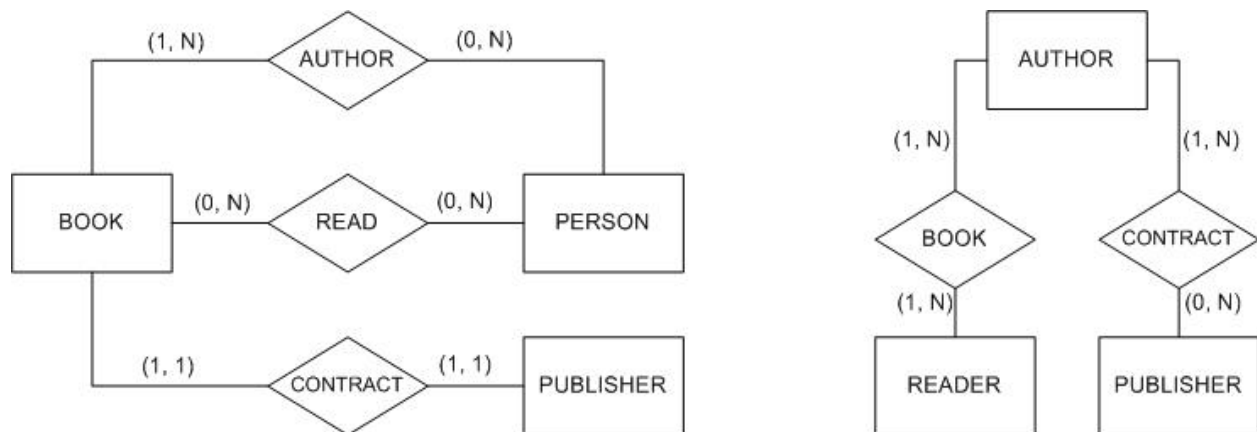 (1, N) AUTHOR (0, N)
BOOK (0, N) READ (0, N) PERSON
(1, 1) CONTRACT (1, 1) PUBLISHER
AUTHOR
(1, N) (1, N)
BOOK CONTRACT
(1, N) (0, N)
READER PUBLISHER